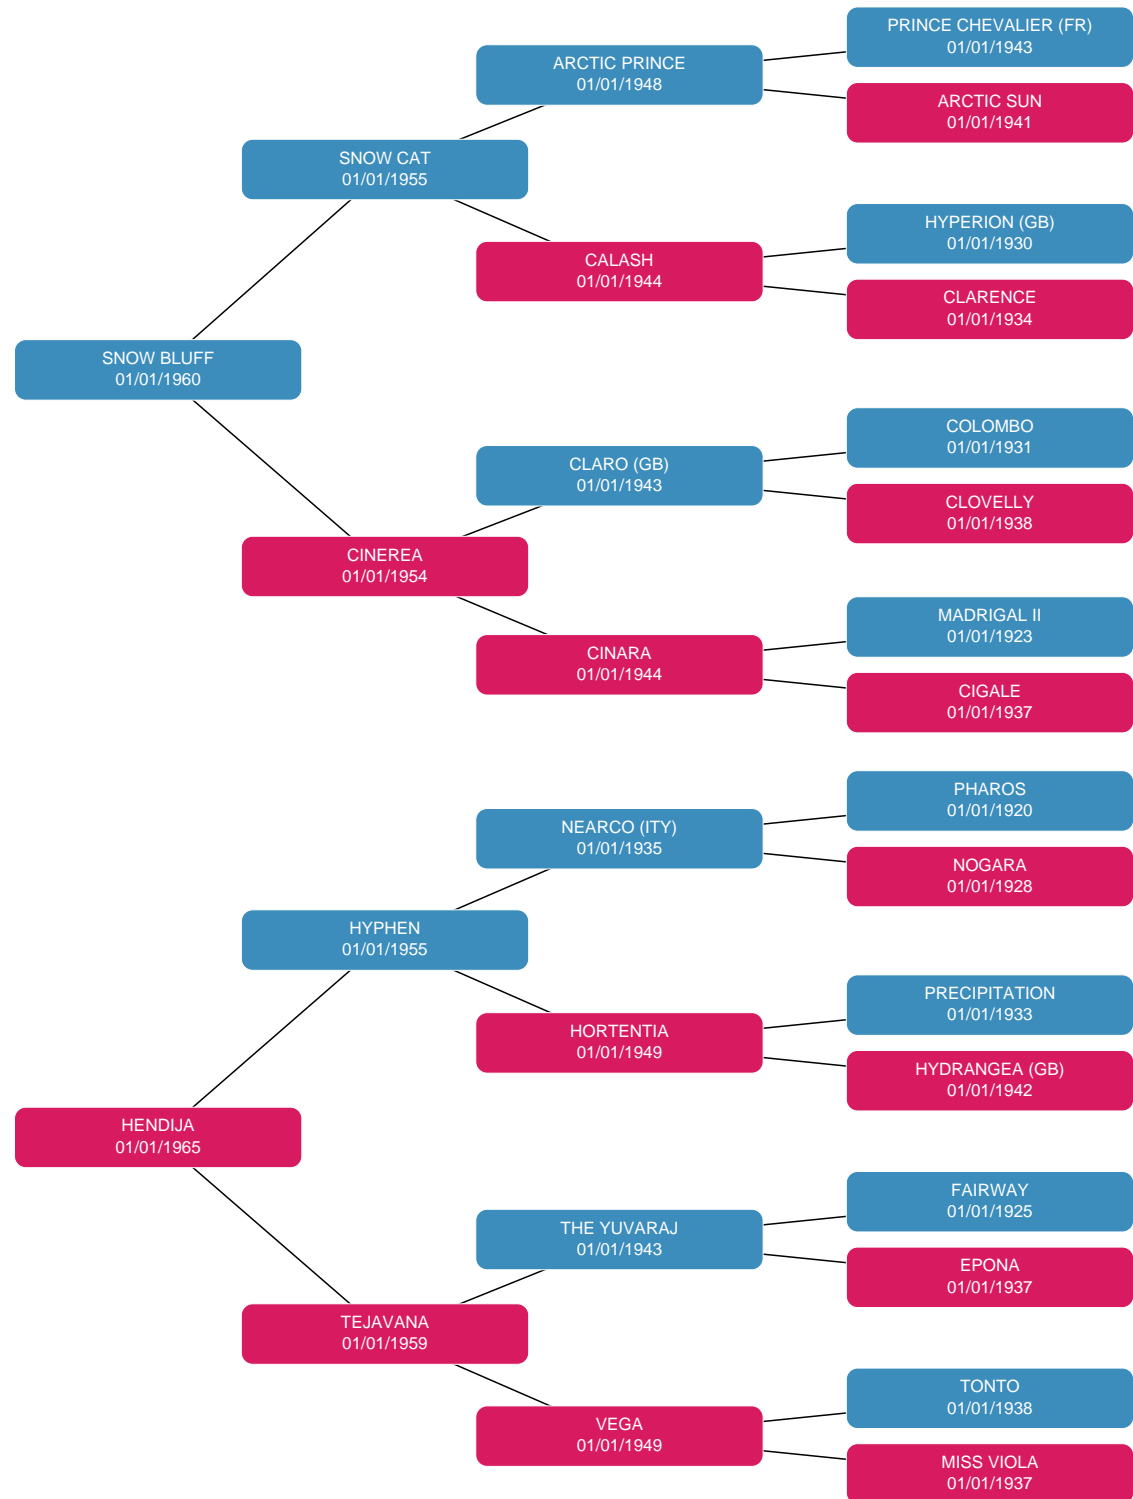 PRINCE CHEVALIER (FR)
01/01/1943
ARCTIC PRINCE
01/01/1948
ARCTIC SUN
01/01/1941
SNOW CAT
01/01/1955
HYPERION (GB)
01/01/1930
CALASH
01/01/1944
CLARENCE
01/01/1934
SNOW BLUFF
01/01/1960
COLOMBO
01/01/1931
CLARO (GB)
01/01/1943
CLOVELLY
01/01/1938
CINEREA
01/01/1954
MADRIGAL II
01/01/1923
CINARA
01/01/1944
CIGALE
01/01/1937
PHAROS
01/01/1920
NEARCO (ITY)
01/01/1935
NOGARA
01/01/1928
HYPHEN
01/01/1955
PRECIPITATION
01/01/1933
HORTENTIA
01/01/1949
HYDRANGEA (GB)
01/01/1942
HENDIJA
01/01/1965
FAIRWAY
01/01/1925
THE YUVARAJ
01/01/1943
EPONA
01/01/1937
TEJAVANA
01/01/1959
TONTO
01/01/1938
VEGA
01/01/1949
MISS VIOLA
01/01/1937